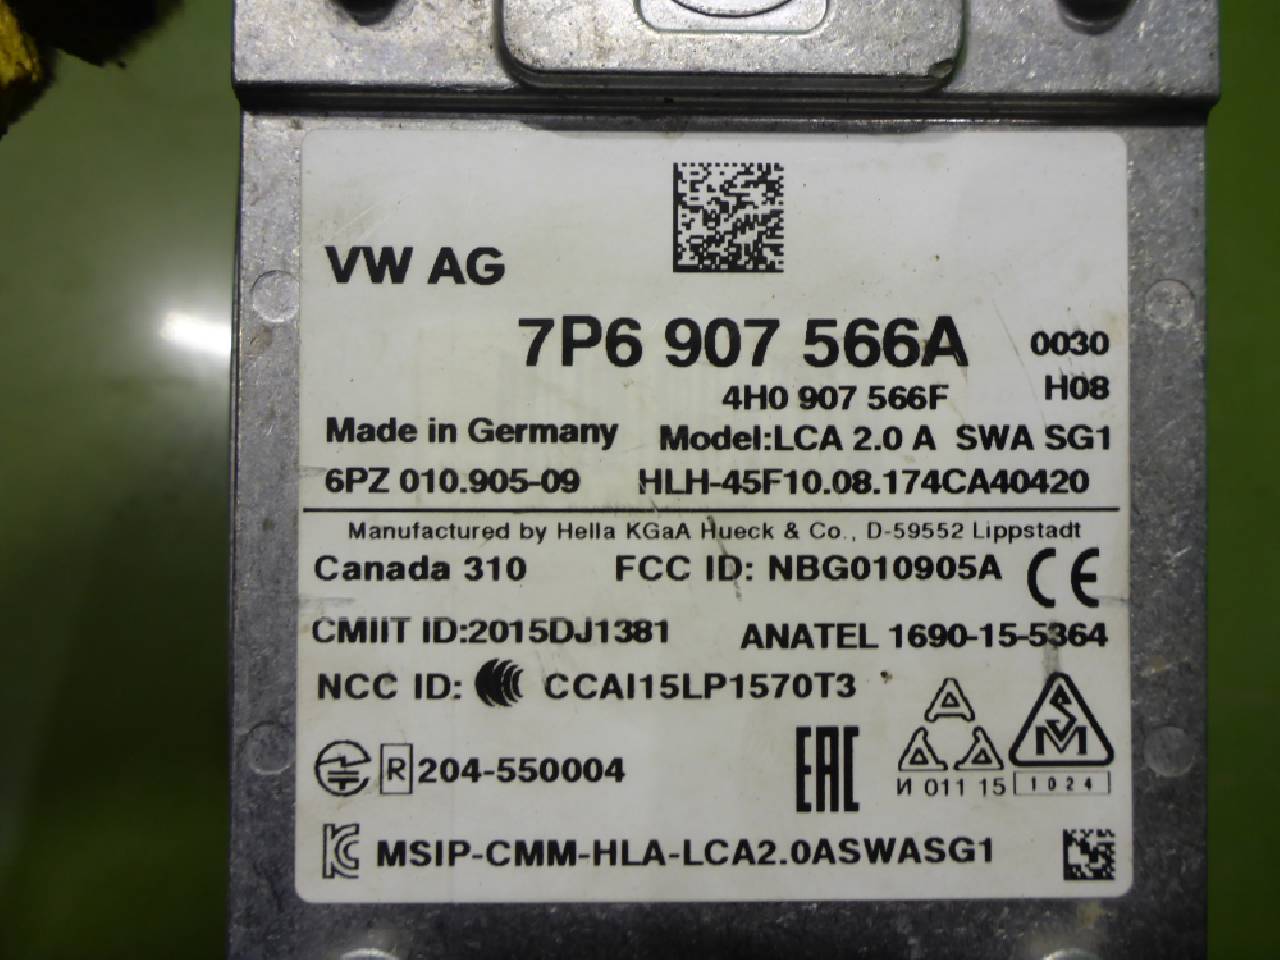 VW AG
7P6 907 566A 0030
4H0 907 566F H08
Made in Germany Model:LCA 2.0 A SWA SG1
6PZ 010.905-09 HLH-45F10.08.174CA40420
Manufactured by Hella KGaA Hueck & Co., D-59552 Lippstadt
Canada 310 FCC ID: NBG010905A CE
CMIIT ID:2015DJ1381 ANATEL 1690-15-5364
NCC ID: CCAI15LP1570T3
R 204-550004 EAC A A A И 011 15 SM 1024
KC MSIP-CMM-HLA-LCA2.0ASWASG1